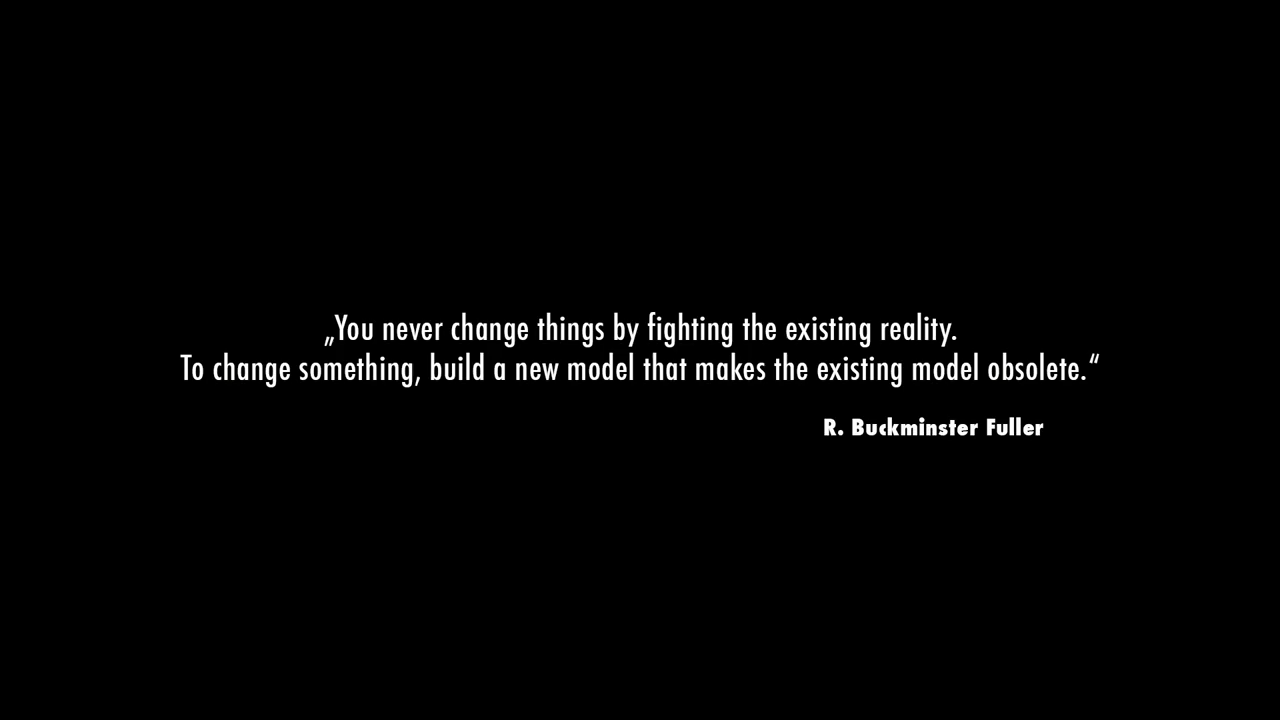 „You never change things by fighting the existing reality.
To change something, build a new model that makes the existing model obsolete.“
R. Buckminster Fuller